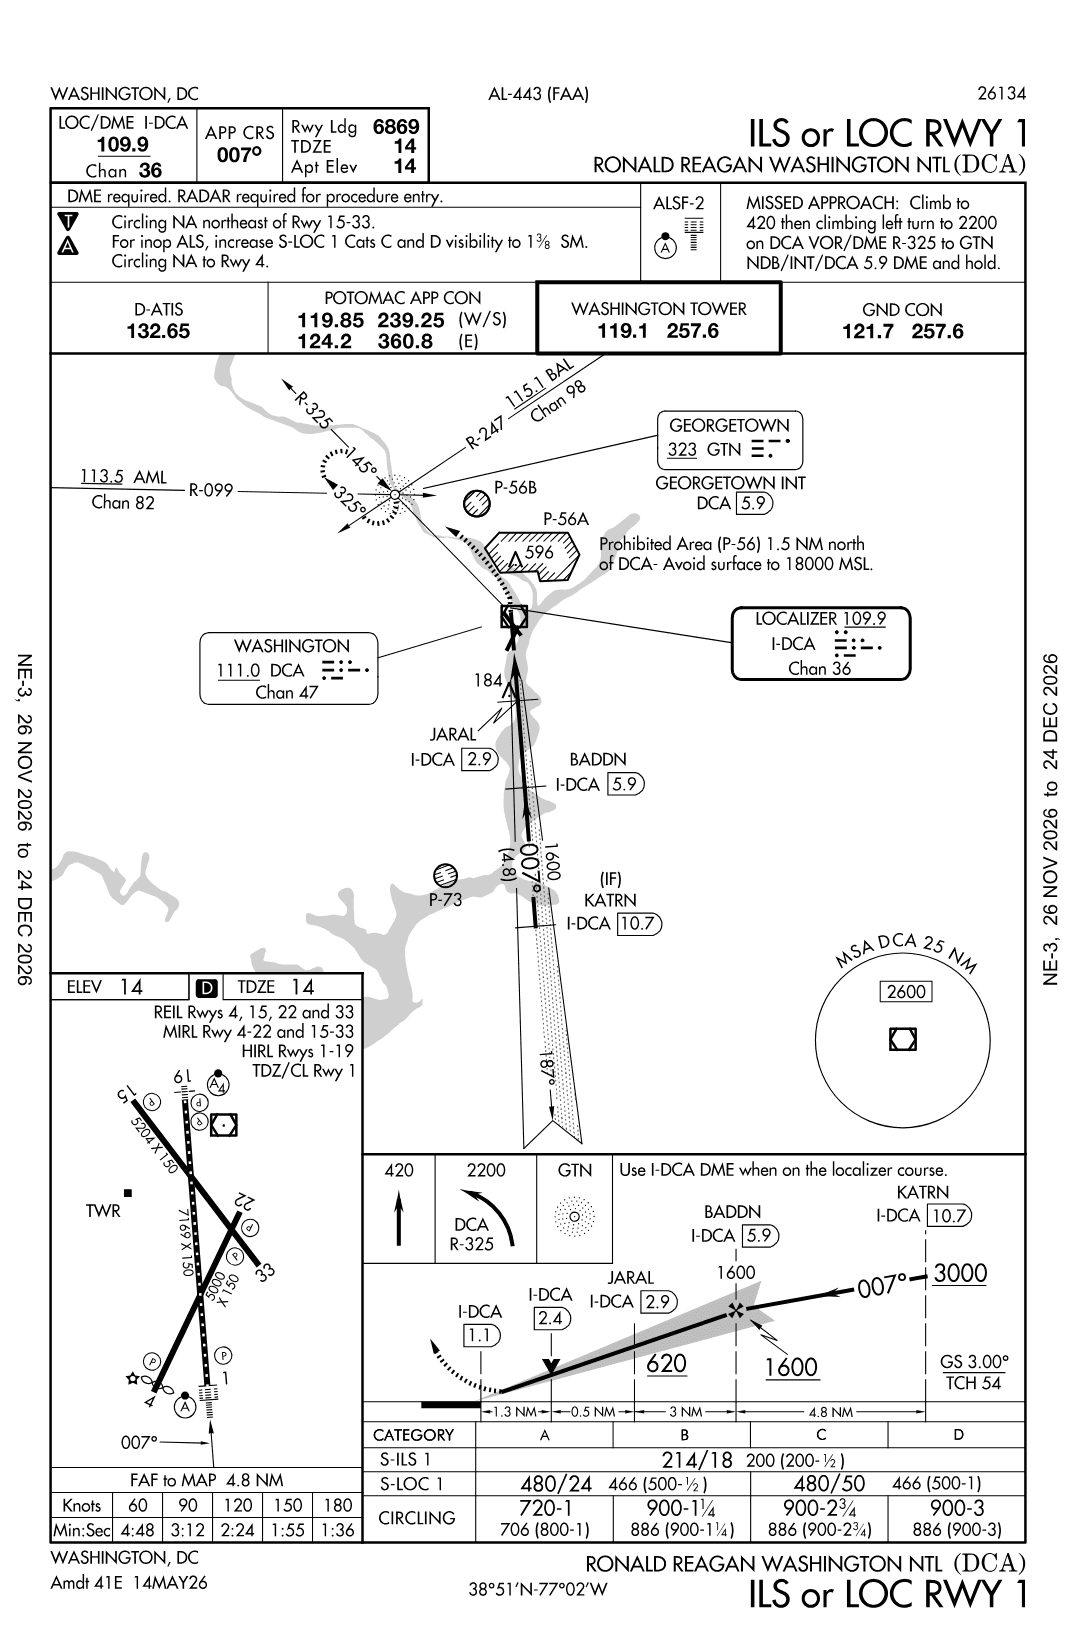 WASHINGTON, DC
AL-443 (FAA)
26134
LOC/DME I-DCA
109.9
Chan 36
APP CRS
007°
Rwy Ldg 6869
TDZE 14
Apt Elev 14
ILS or LOC RWY 1
RONALD REAGAN WASHINGTON NTL (DCA)
DME required. RADAR required for procedure entry.
T
Circling NA northeast of Rwy 15-33.
A
For inop ALS, increase S-LOC 1 Cats C and D visibility to 1⅜ SM.
Circling NA to Rwy 4.
ALSF-2
A
MISSED APPROACH: Climb to
420 then climbing left turn to 2200
on DCA VOR/DME R-325 to GTN
NDB/INT/DCA 5.9 DME and hold.
D-ATIS
132.65
POTOMAC APP CON
119.85 239.25 (W/S)
124.2 360.8 (E)
WASHINGTON TOWER
119.1 257.6
GND CON
121.7 257.6
R-325
R-247
115.1 BAL
Chan 98
145°
325°
113.5 AML
Chan 82
R-099
GEORGETOWN
323 GTN
GEORGETOWN INT
DCA 5.9
P-56B
P-56A
596
Prohibited Area (P-56) 1.5 NM north
of DCA- Avoid surface to 18000 MSL.
WASHINGTON
111.0 DCA
Chan 47
LOCALIZER 109.9
I-DCA
Chan 36
184
JARAL
I-DCA 2.9
BADDN
I-DCA 5.9
1600
007°
(4.8)
(IF)
KATRN
I-DCA 10.7
P-73
187°
MSA DCA 25 NM
2600
NE-3, 26 NOV 2026 to 24 DEC 2026
NE-3, 26 NOV 2026 to 24 DEC 2026
ELEV 14
D
TDZE 14
REIL Rwys 4, 15, 22 and 33
MIRL Rwy 4-22 and 15-33
HIRL Rwys 1-19
TDZ/CL Rwy 1
15
19
A4
P
P
R
5204 X 150
TWR
7169 X 150
22
P
P
5000
X 150
33
P
P
1
4
A
007°
FAF to MAP 4.8 NM
Knots 60 90 120 150 180
Min:Sec 4:48 3:12 2:24 1:55 1:36
420
2200
DCA
R-325
GTN
Use I-DCA DME when on the localizer course.
KATRN
I-DCA 10.7
BADDN
I-DCA 5.9
1600
JARAL
I-DCA 2.9
I-DCA
2.4
I-DCA
1.1
007°
3000
620
1600
GS 3.00°
TCH 54
1.3 NM
0.5 NM
3 NM
4.8 NM
CATEGORY A B C D
S-ILS 1 214/18 200 (200-½)
S-LOC 1 480/24 466 (500-½) 480/50 466 (500-1)
CIRCLING
720-1
706 (800-1)
900-1¼
886 (900-1¼)
900-2¾
886 (900-2¾)
900-3
886 (900-3)
WASHINGTON, DC
Amdt 41E 14MAY26
38°51'N-77°02'W
RONALD REAGAN WASHINGTON NTL (DCA)
ILS or LOC RWY 1